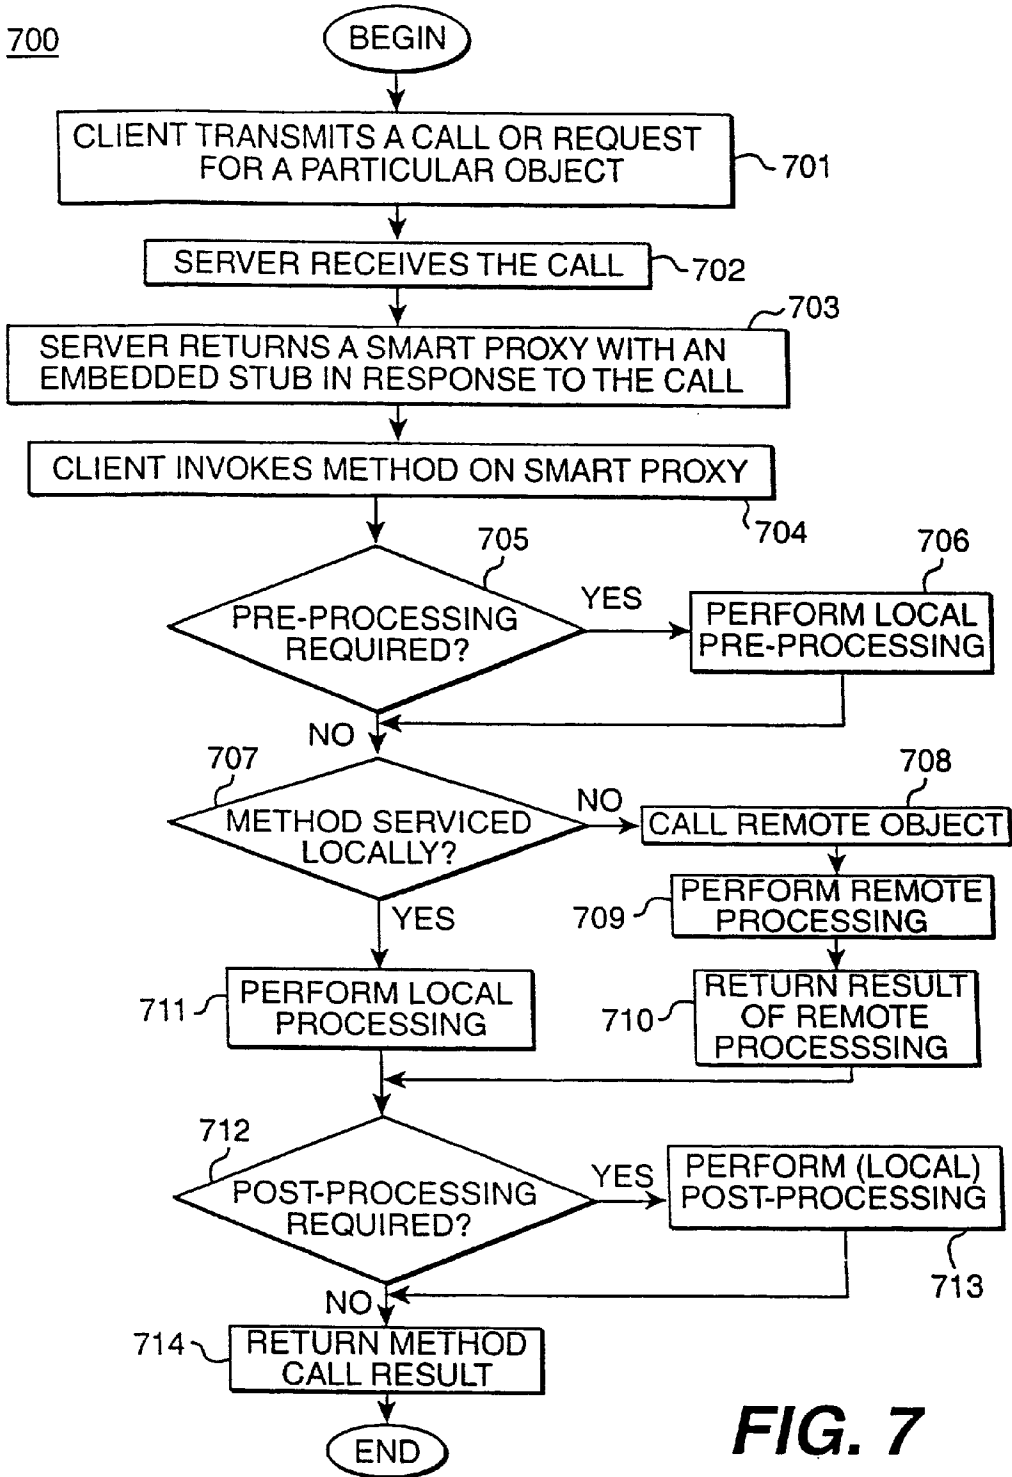 700
BEGIN
CLIENT TRANSMITS A CALL OR REQUEST
FOR A PARTICULAR OBJECT
701
SERVER RECEIVES THE CALL
702
703
SERVER RETURNS A SMART PROXY WITH AN
EMBEDDED STUB IN RESPONSE TO THE CALL
CLIENT INVOKES METHOD ON SMART PROXY
704
705
PRE-PROCESSING
REQUIRED?
YES
706
PERFORM LOCAL
PRE-PROCESSING
NO
707
METHOD SERVICED
LOCALLY?
NO
708
CALL REMOTE OBJECT
709
PERFORM REMOTE
PROCESSING
YES
711
PERFORM LOCAL
PROCESSING
710
RETURN RESULT
OF REMOTE
PROCESSSING
712
POST-PROCESSING
REQUIRED?
YES
PERFORM (LOCAL)
POST-PROCESSING
713
NO
714
RETURN METHOD
CALL RESULT
END
FIG. 7